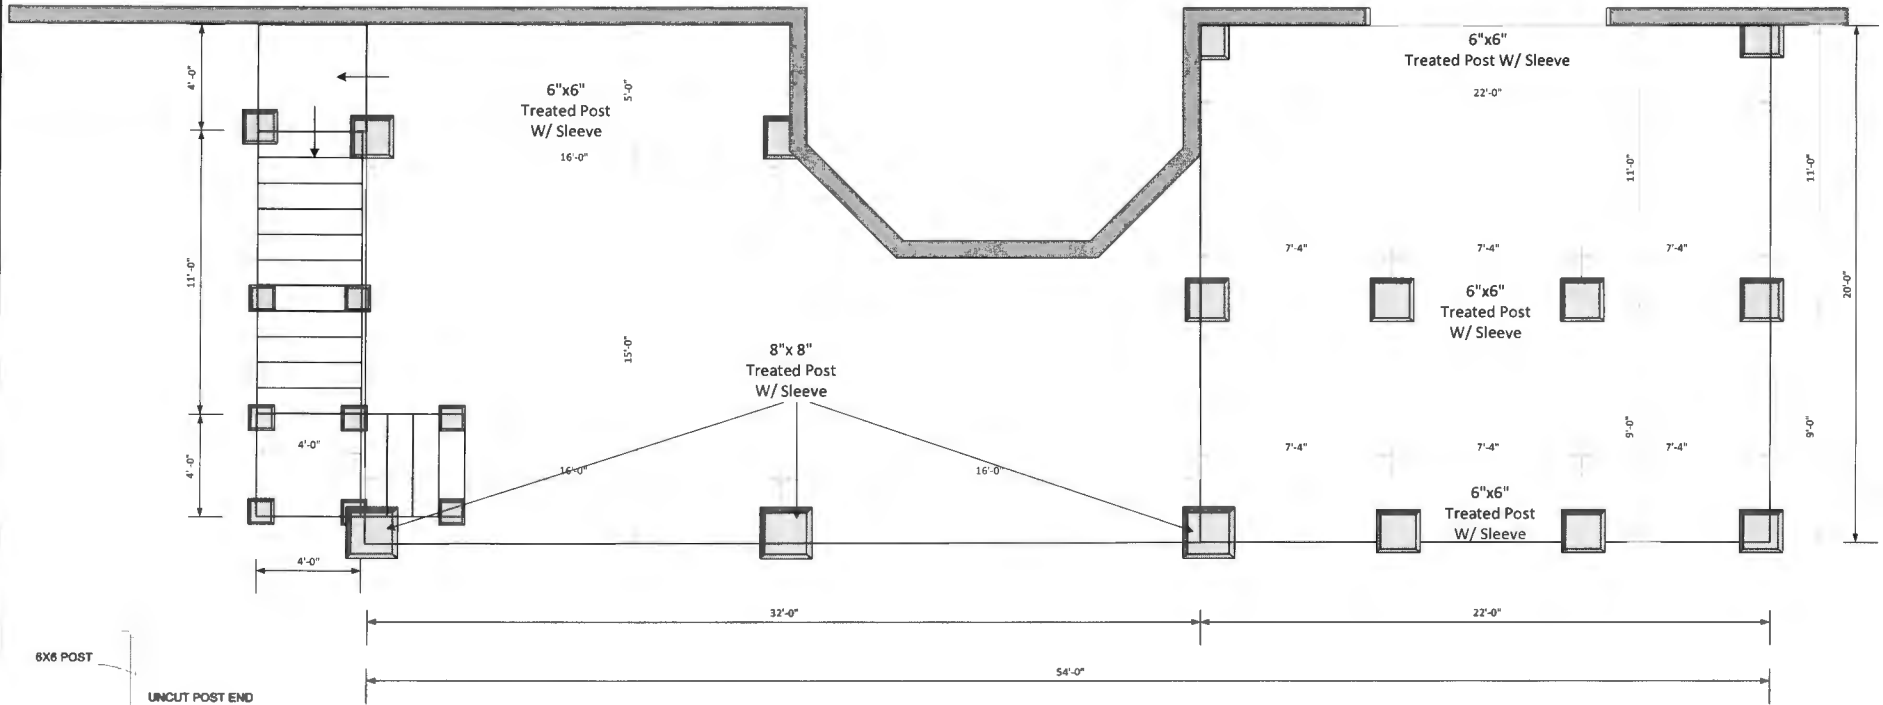 6"x6"
Treated Post W/ Sleeve
22'-0"
4'-0"
6"x6"
Treated Post
W/ Sleeve
16'-0"
5'-0"
11'-0"
11'-0"
11'-0"
20'-0"
7'-4"
7'-4"
7'-4"
6"x6"
Treated Post
W/ Sleeve
15'-0"
8"x 8"
Treated Post
W/ Sleeve
4'-0"
4'-0"
16'-0"
16'-0"
7'-4"
7'-4"
7'-4"
9'-0"
9'-0"
6"x6"
Treated Post
W/ Sleeve
4'-0"
32'-0"
22'-0"
54'-0"
6X6 POST
UNCUT POST END